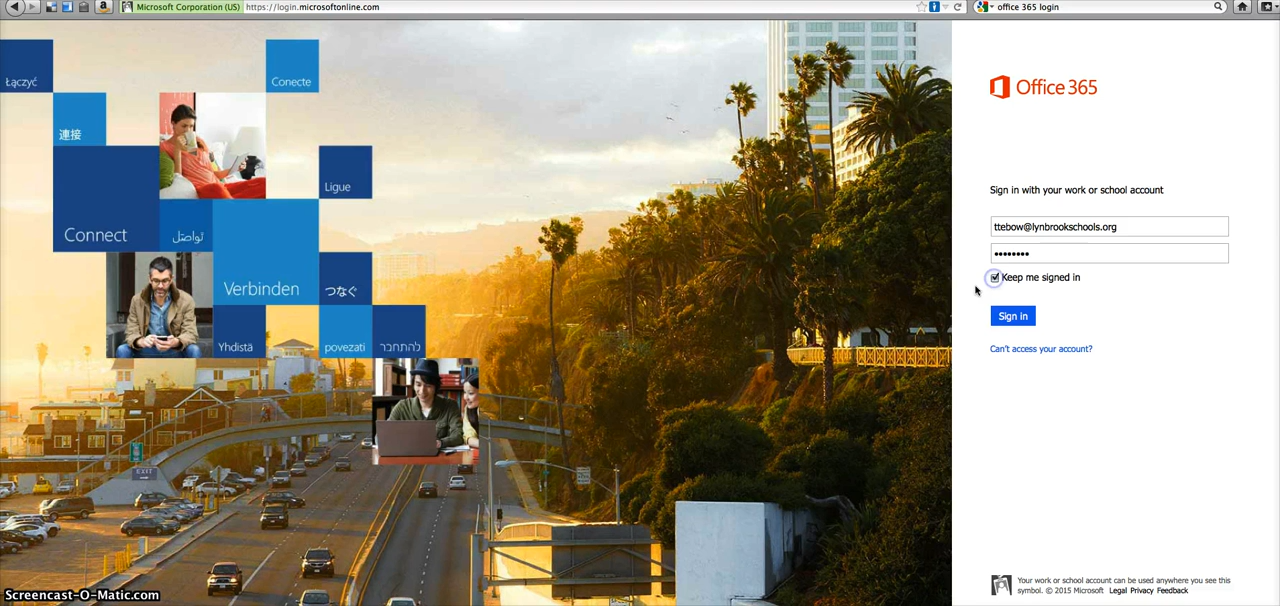 Microsoft Corporation (US) https://login.microsoftonline.com
office 365 login
Łączyć
Conecte
連接
Ligue
Connect
تواصَل
Verbinden
つなぐ
Yhdistä
povezati
להתחבר
EXIT
Office 365
Sign in with your work or school account
ttebow@lynbrookschools.org
••••••••
Keep me signed in
Sign in
Can't access your account?
Your work or school account can be used anywhere you see this
symbol. © 2015 Microsoft Legal Privacy Feedback
Screencast-O-Matic.com